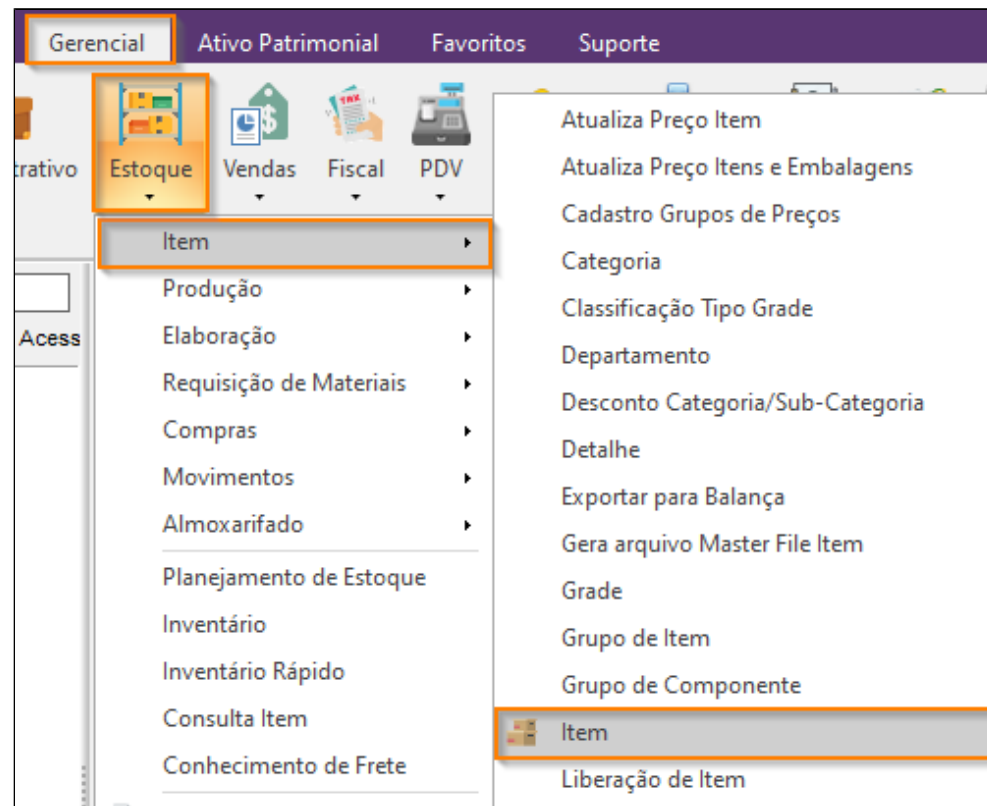 Gerencial Ativo Patrimonial Favoritos Suporte
Estoque Vendas Fiscal PDV
TAX
Acess
Item
Produção
Elaboração
Requisição de Materiais
Compras
Movimentos
Almoxarifado
Planejamento de Estoque
Inventário
Inventário Rápido
Consulta Item
Conhecimento de Frete
Atualiza Preço Item
Atualiza Preço Itens e Embalagens
Cadastro Grupos de Preços
Categoria
Classificação Tipo Grade
Departamento
Desconto Categoria/Sub-Categoria
Detalhe
Exportar para Balança
Gera arquivo Master File Item
Grade
Grupo de Item
Grupo de Componente
Item
Liberação de Item